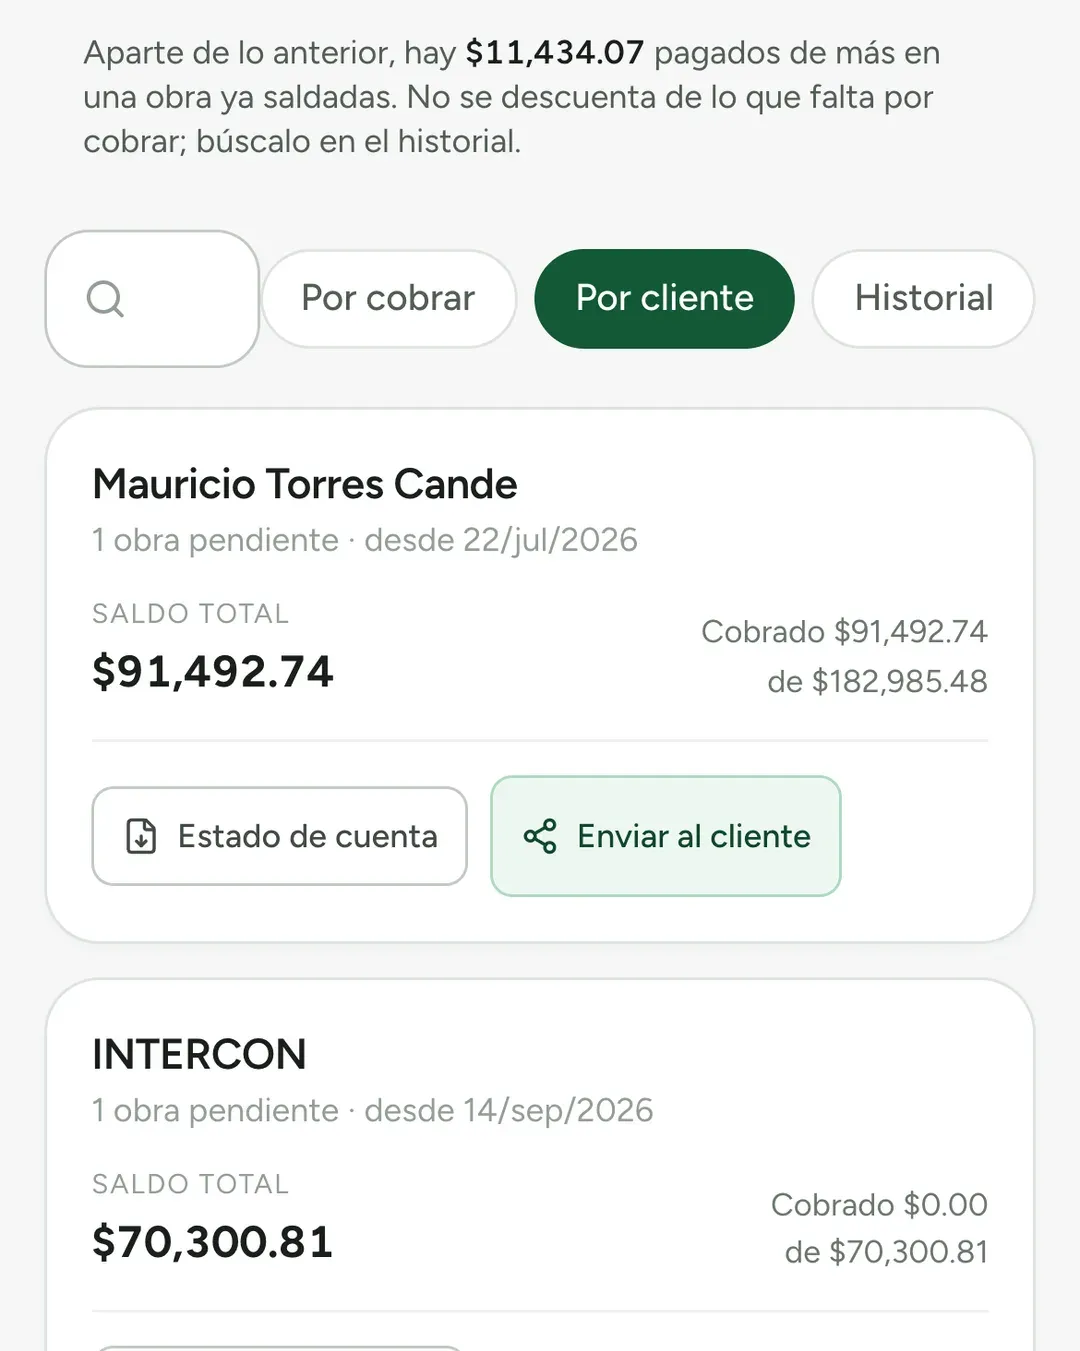 Aparte de lo anterior, hay $11,434.07 pagados de más en
una obra ya saldadas. No se descuenta de lo que falta por
cobrar; búscalo en el historial.
Por cobrar
Por cliente
Historial
Mauricio Torres Cande
1 obra pendiente · desde 22/jul/2026
SALDO TOTAL
$91,492.74
Cobrado $91,492.74
de $182,985.48
Estado de cuenta
Enviar al cliente
INTERCON
1 obra pendiente · desde 14/sep/2026
SALDO TOTAL
$70,300.81
Cobrado $0.00
de $70,300.81